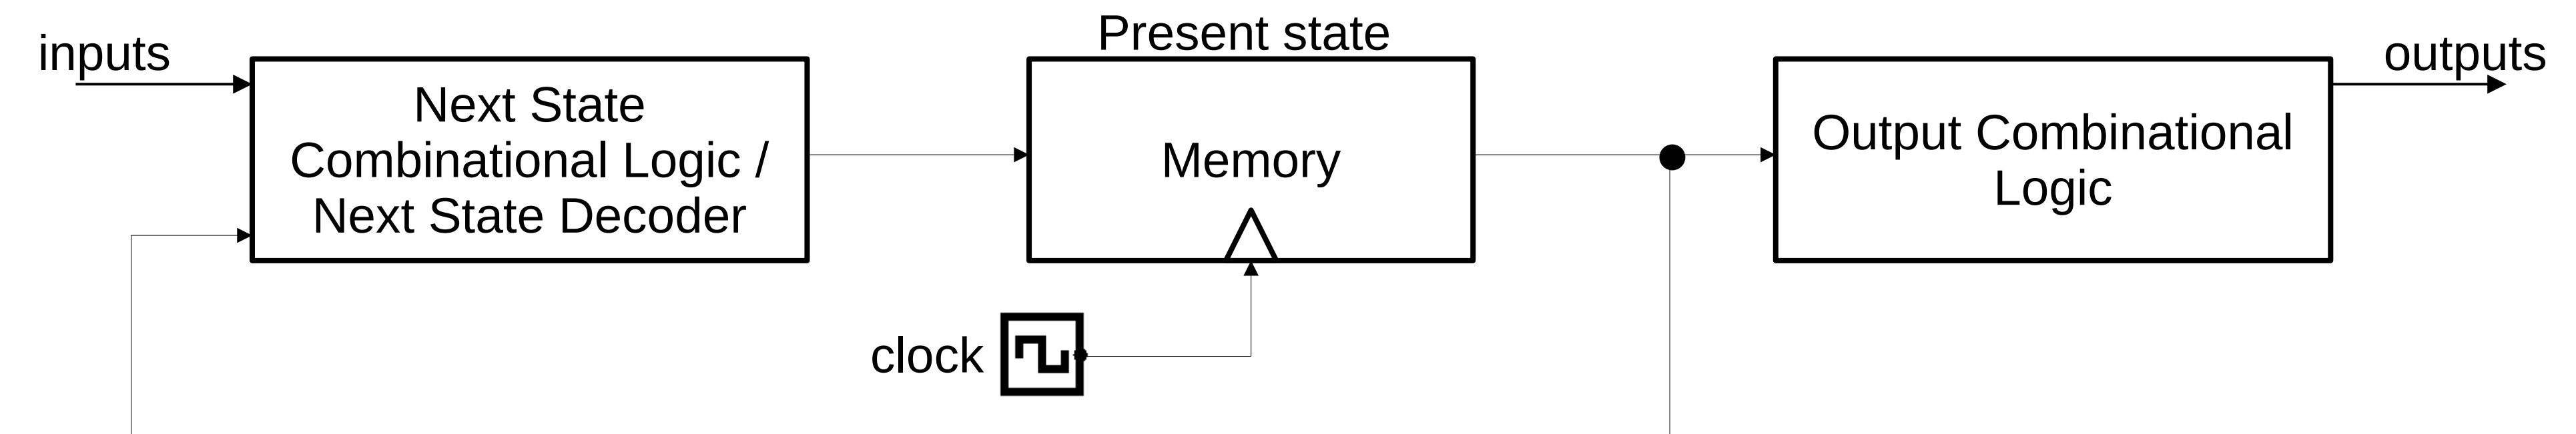 inputs
Next State
Combinational Logic /
Next State Decoder
Present state
Memory
clock
Output Combinational
Logic
outputs